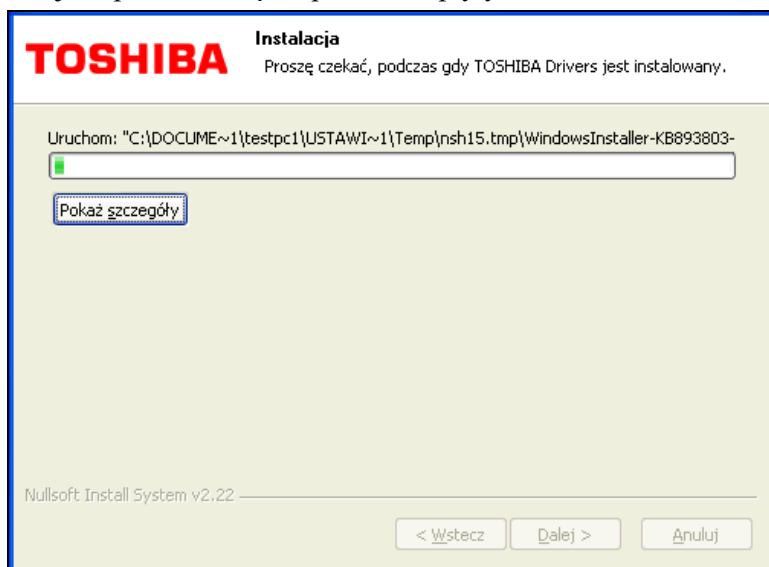 TOSHIBA
Instalacja
Proszę czekać, podczas gdy TOSHIBA Drivers jest instalowany.
Uruchom: "C:\DOCUME~1\testpc1\USTAWI~1\Temp\nsh15.tmp\WindowsInstaller-KB893803-
Pokaż szczegóły
Nullsoft Install System v2.22
< Wstecz Dalej > Anuluj